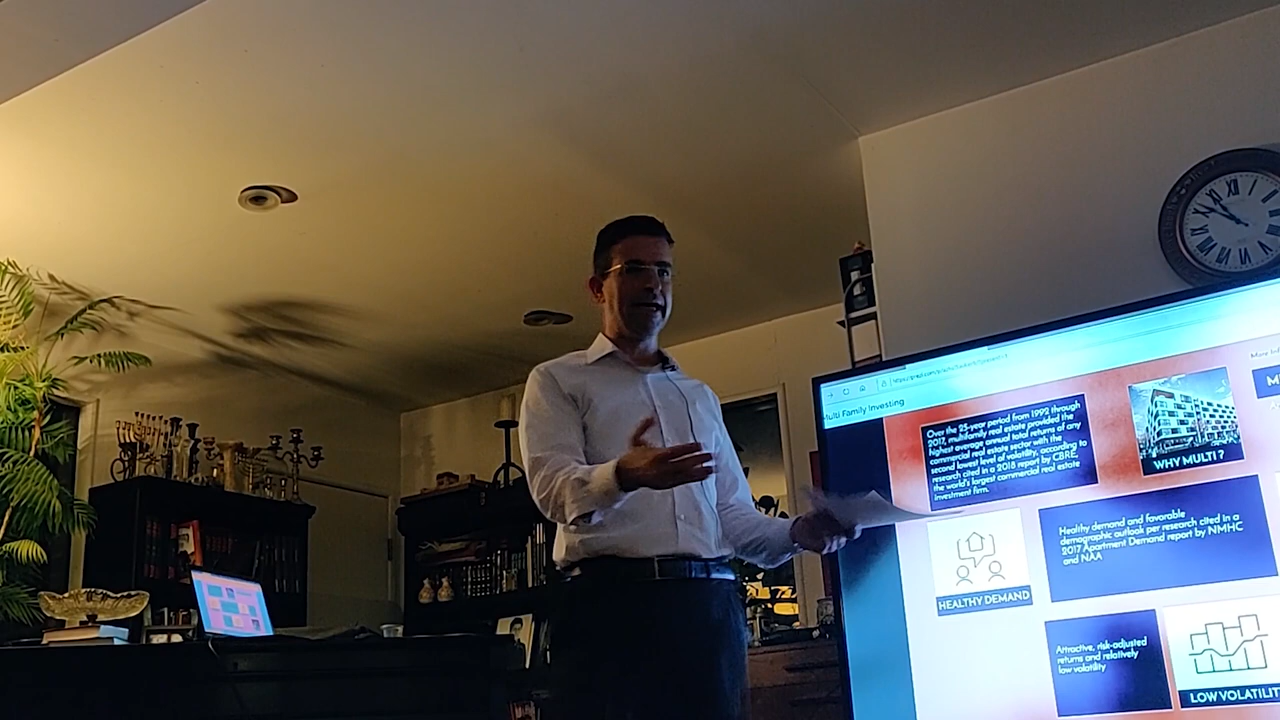 More Inf
Multi Family Investing
Over the 25-year period from 1992 through
2017, multifamily real estate provided the
highest average annual total returns of any
commercial real estate sector with the
second lowest level of volatility, according to
research cited in a 2018 report by CBRE,
the world's largest commercial real estate
investment firm.
WHY MULTI ?
Healthy demand and favorable
demographic outlook per research cited in a
2017 Apartment Demand report by NMHC
and NAA
HEALTHY DEMAND
Attractive, risk-adjusted
returns and relatively
low volatility
LOW VOLATILIT